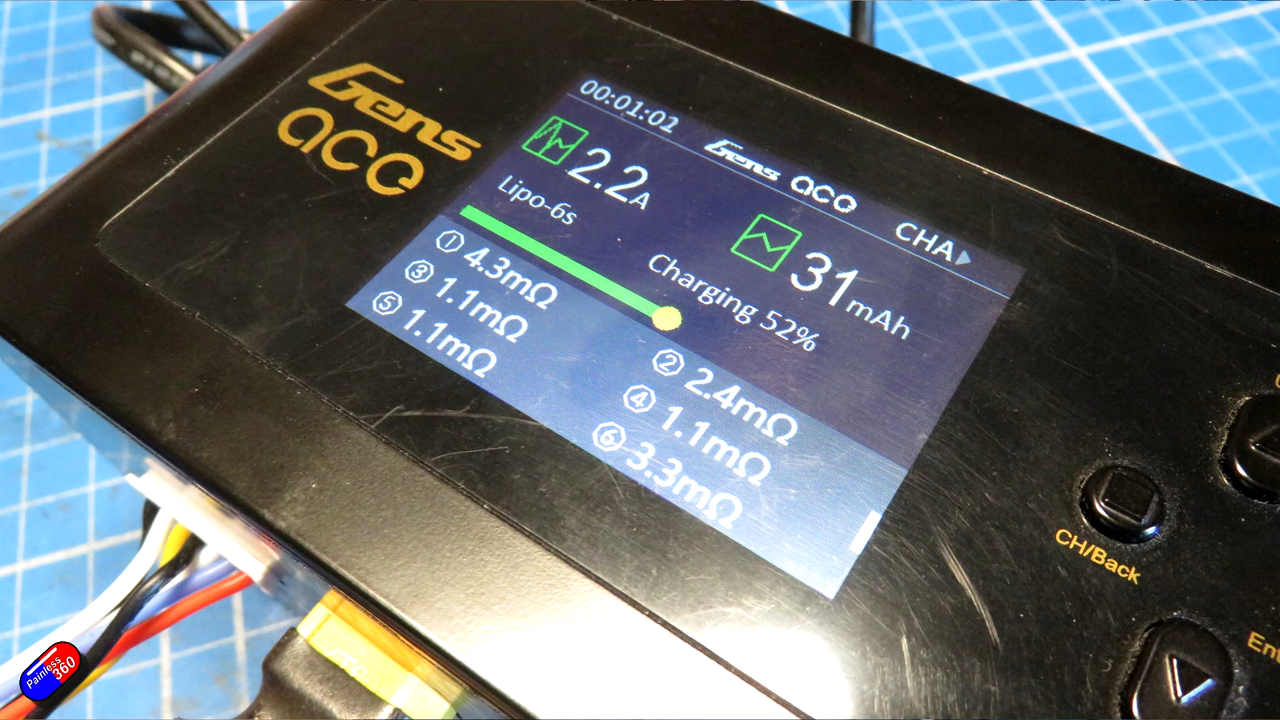 Gens
ace
00:01:02
Gens ace
CHA
2.2A
Lipo-6s
31mAh
Charging 52%
① 4.3mΩ
② 2.4mΩ
③ 1.1mΩ
④ 1.1mΩ
⑤ 1.1mΩ
⑥ 3.3mΩ
CH/Back
Painless
360